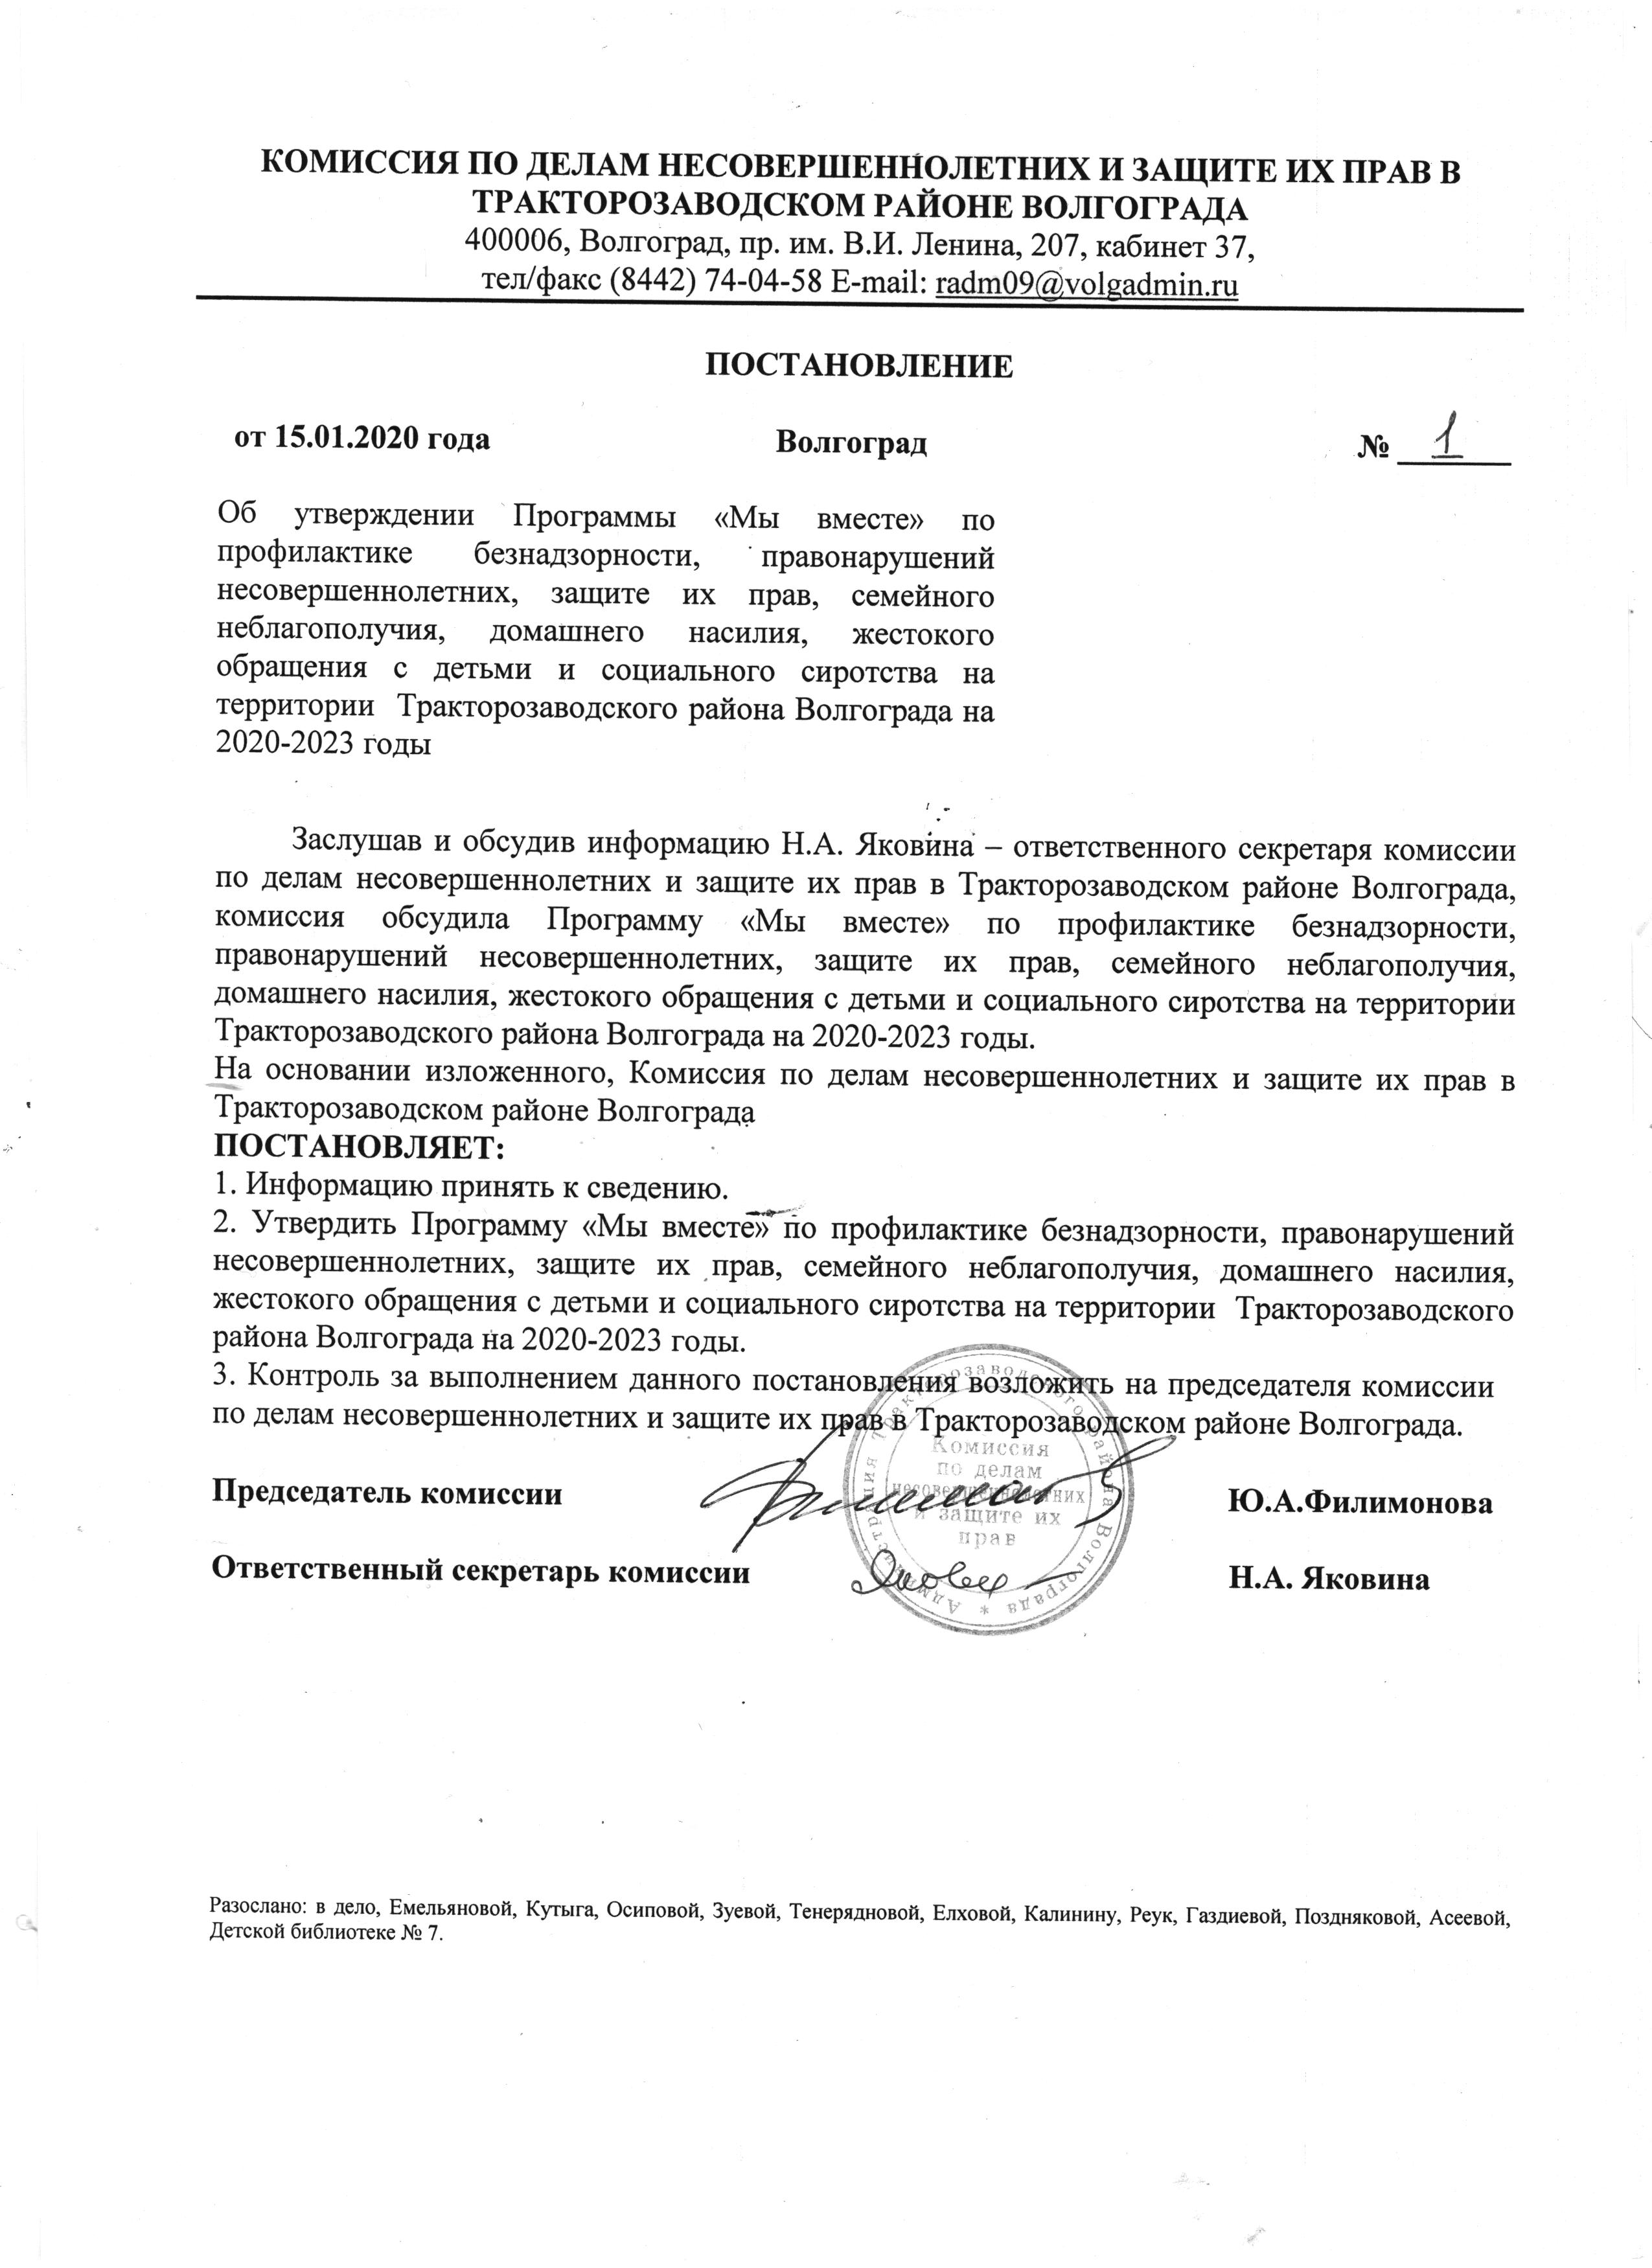 КОМИССИЯ ПО ДЕЛАМ НЕСОВЕРШЕННОЛЕТНИХ И ЗАЩИТЕ ИХ ПРАВ В
ТРАКТОРОЗАВОДСКОМ РАЙОНЕ ВОЛГОГРАДА
400006, Волгоград, пр. им. В.И. Ленина, 207, кабинет 37,
тел/факс (8442) 74-04-58 E-mail: radm09@volgadmin.ru
ПОСТАНОВЛЕНИЕ
от 15.01.2020 года Волгоград № 1
Об утверждении Программы «Мы вместе» по
профилактике безнадзорности, правонарушений
несовершеннолетних, защите их прав, семейного
неблагополучия, домашнего насилия, жестокого
обращения с детьми и социального сиротства на
территории Тракторозаводского района Волгограда на
2020-2023 годы
Заслушав и обсудив информацию Н.А. Яковина – ответственного секретаря комиссии
по делам несовершеннолетних и защите их прав в Тракторозаводском районе Волгограда,
комиссия обсудила Программу «Мы вместе» по профилактике безнадзорности,
правонарушений несовершеннолетних, защите их прав, семейного неблагополучия,
домашнего насилия, жестокого обращения с детьми и социального сиротства на территории
Тракторозаводского района Волгограда на 2020-2023 годы.
На основании изложенного, Комиссия по делам несовершеннолетних и защите их прав в
Тракторозаводском районе Волгограда
ПОСТАНОВЛЯЕТ:
1. Информацию принять к сведению.
2. Утвердить Программу «Мы вместе» по профилактике безнадзорности, правонарушений
несовершеннолетних, защите их прав, семейного неблагополучия, домашнего насилия,
жестокого обращения с детьми и социального сиротства на территории Тракторозаводского
района Волгограда на 2020-2023 годы.
3. Контроль за выполнением данного постановления возложить на председателя комиссии
по делам несовершеннолетних и защите их прав в Тракторозаводском районе Волгограда.
Администрация Тракторозаводского района Волгограда *
Комиссия
по делам
несовершеннолетних
и защите их
прав
Председатель комиссии Ю.А.Филимонова
Ответственный секретарь комиссии Н.А. Яковина
Разослано: в дело, Емельяновой, Кутыга, Осиповой, Зуевой, Тенерядновой, Елховой, Калинину, Реук, Газдиевой, Поздняковой, Асеевой,
Детской библиотеке № 7.